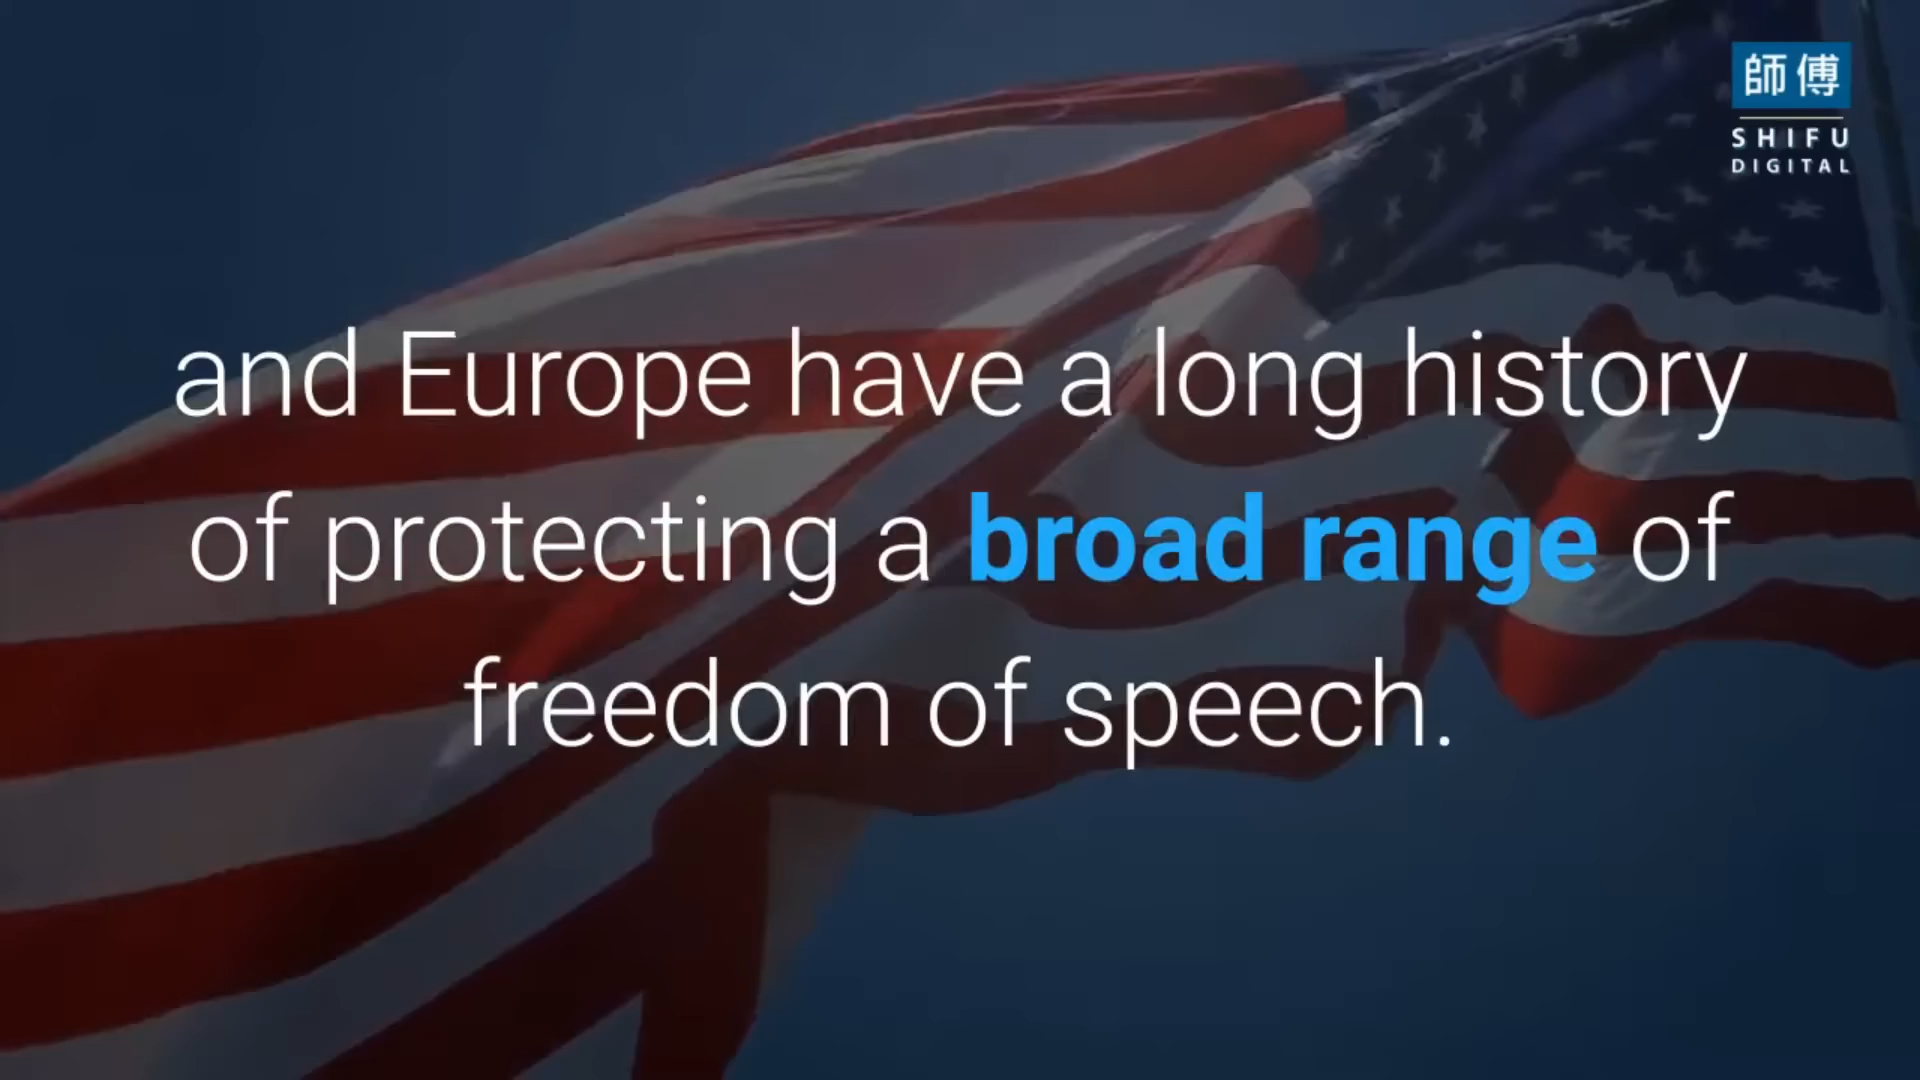 師傅
SHIFU
DIGITAL
and Europe have a long history
of protecting a broad range of
freedom of speech.